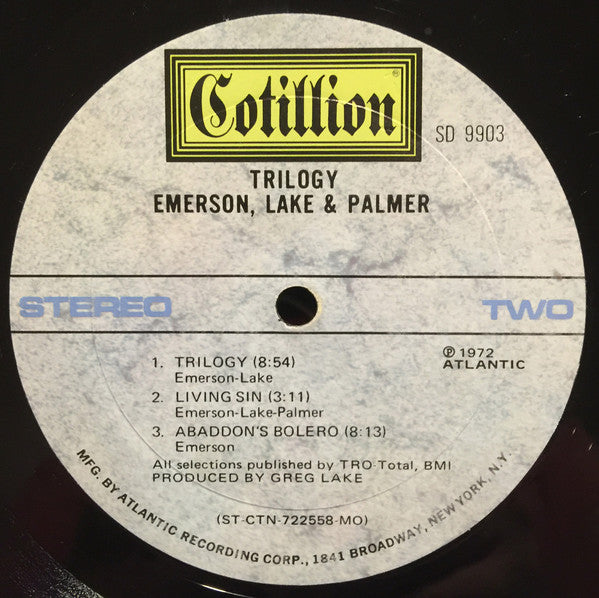 Cotillion®
SD 9903
TRILOGY
EMERSON, LAKE & PALMER
STEREO
TWO
1. TRILOGY (8:54)
Emerson-Lake
2. LIVING SIN (3:11)
Emerson-Lake-Palmer
3. ABADDON'S BOLERO (8:13)
Emerson
℗ 1972
ATLANTIC
All selections published by TRO-Total, BMI
PRODUCED BY GREG LAKE
(ST-CTN-722558-MO)
MFG. BY ATLANTIC RECORDING CORP., 1841 BROADWAY, NEW YORK, N.Y.